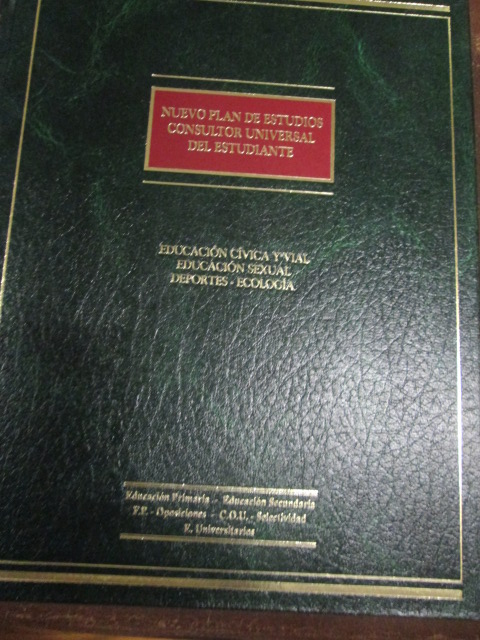 NUEVO PLAN DE ESTUDIOS
CONSULTOR UNIVERSAL
DEL ESTUDIANTE
EDUCACIÓN CÍVICA Y VIAL
EDUCACIÓN SEXUAL
DEPORTES - ECOLOGÍA
Educación Primaria - Educación Secundaria
F.P. - Oposiciones - C.O.U. - Selectividad
E. Universitarios